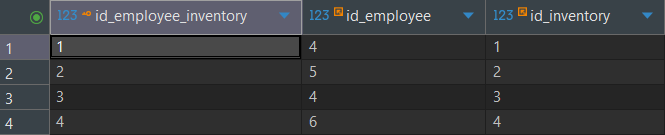 123 id_employee_inventory 123 id_employee 123 id_inventory
1 1 4 1
2 2 5 2
3 3 4 3
4 4 6 4